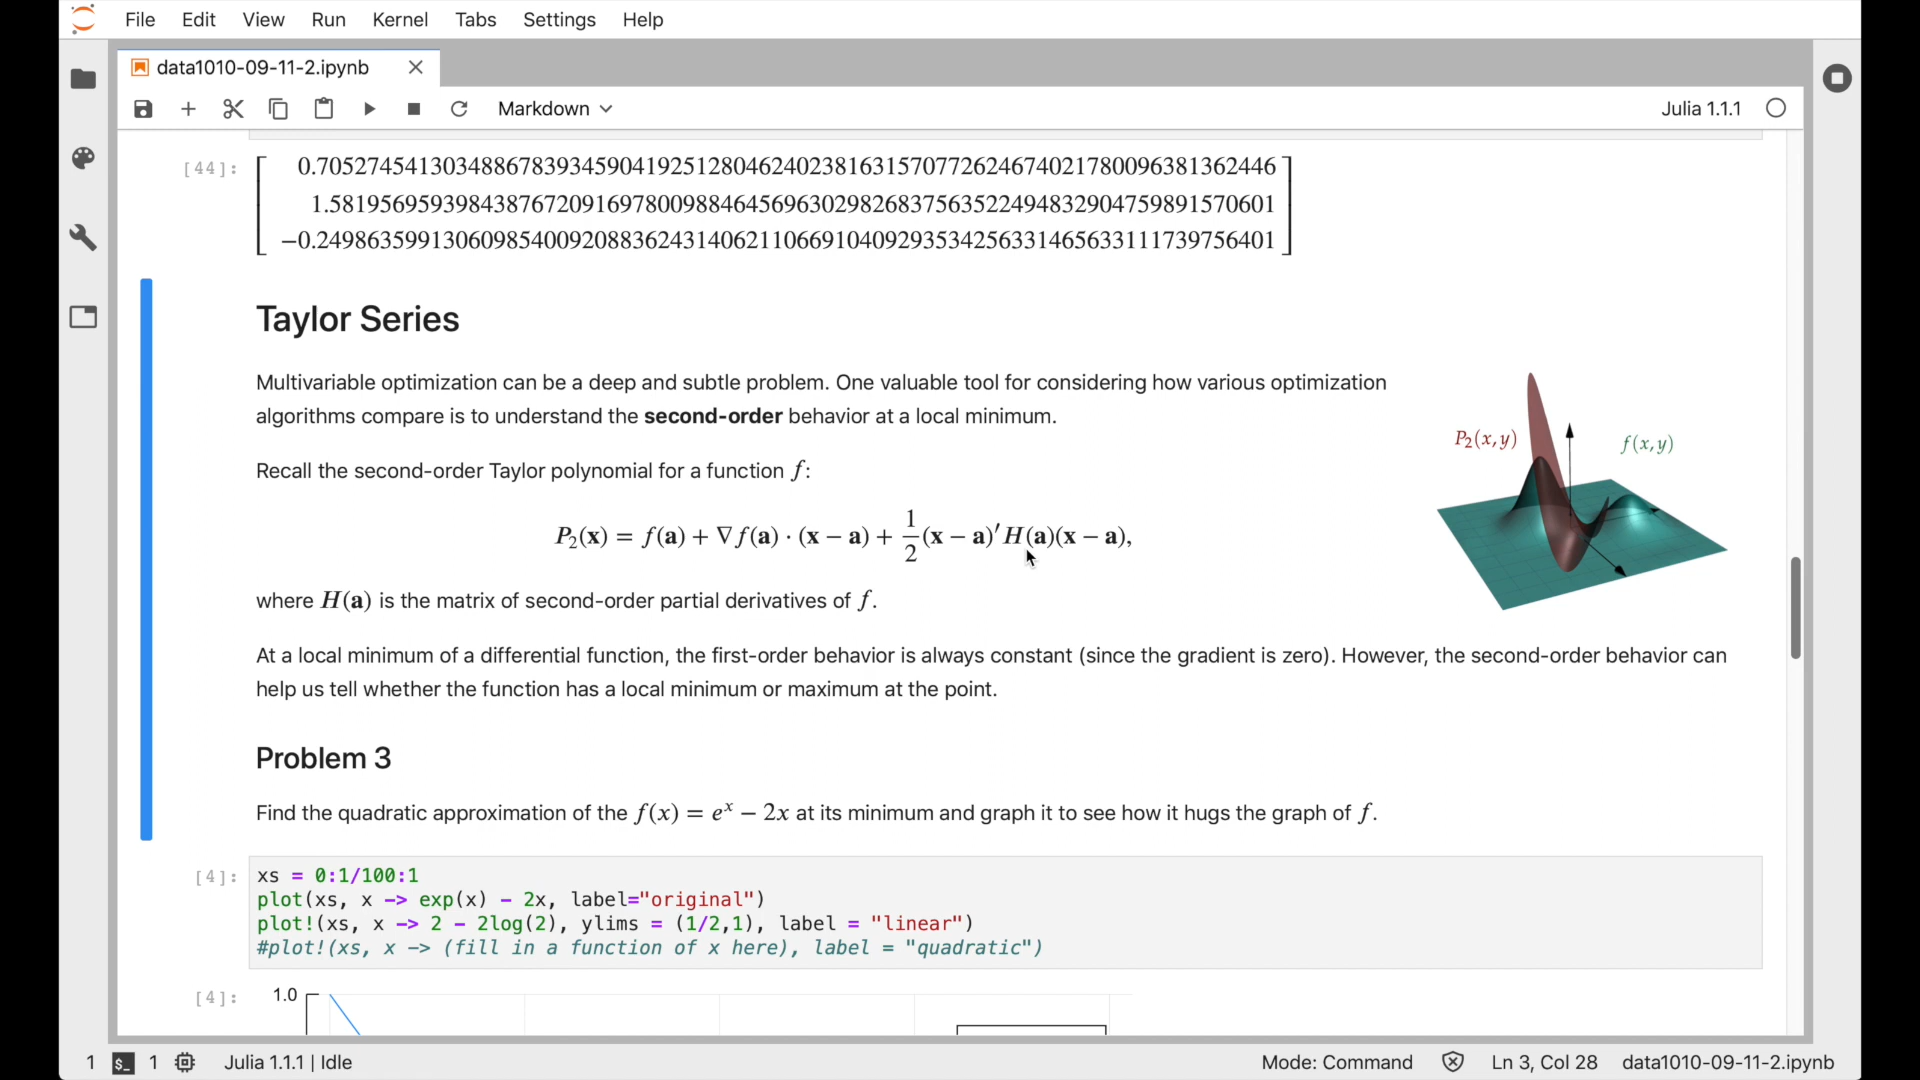 File Edit View Run Kernel Tabs Settings Help
data1010-09-11-2.ipynb
Markdown
Julia 1.1.1
[44]:
0.7052745413034886783934590419251280462402381631570772624674021780096381362446
1.581956959398438767209169780098846456963029826837563522494832904759891570601
−0.2498635991306098540092088362431406211066910409293534256331465633111739756401
Taylor Series
Multivariable optimization can be a deep and subtle problem. One valuable tool for considering how various optimization
algorithms compare is to understand the second-order behavior at a local minimum.
P₂(x,y)
f(x,y)
Recall the second-order Taylor polynomial for a function f:
P₂(x) = f(a) + ∇f(a) · (x − a) + 1/2 (x − a)′H(a)(x − a),
where H(a) is the matrix of second-order partial derivatives of f.
At a local minimum of a differential function, the first-order behavior is always constant (since the gradient is zero). However, the second-order behavior can
help us tell whether the function has a local minimum or maximum at the point.
Problem 3
Find the quadratic approximation of the f(x) = eˣ − 2x at its minimum and graph it to see how it hugs the graph of f.
[4]:
xs = 0:1/100:1
plot(xs, x -> exp(x) - 2x, label="original")
plot!(xs, x -> 2 - 2log(2), ylims = (1/2,1), label = "linear")
#plot!(xs, x -> (fill in a function of x here), label = "quadratic")
[4]:
1.0
1 $_ 1 Julia 1.1.1 | Idle Mode: Command Ln 3, Col 28 data1010-09-11-2.ipynb